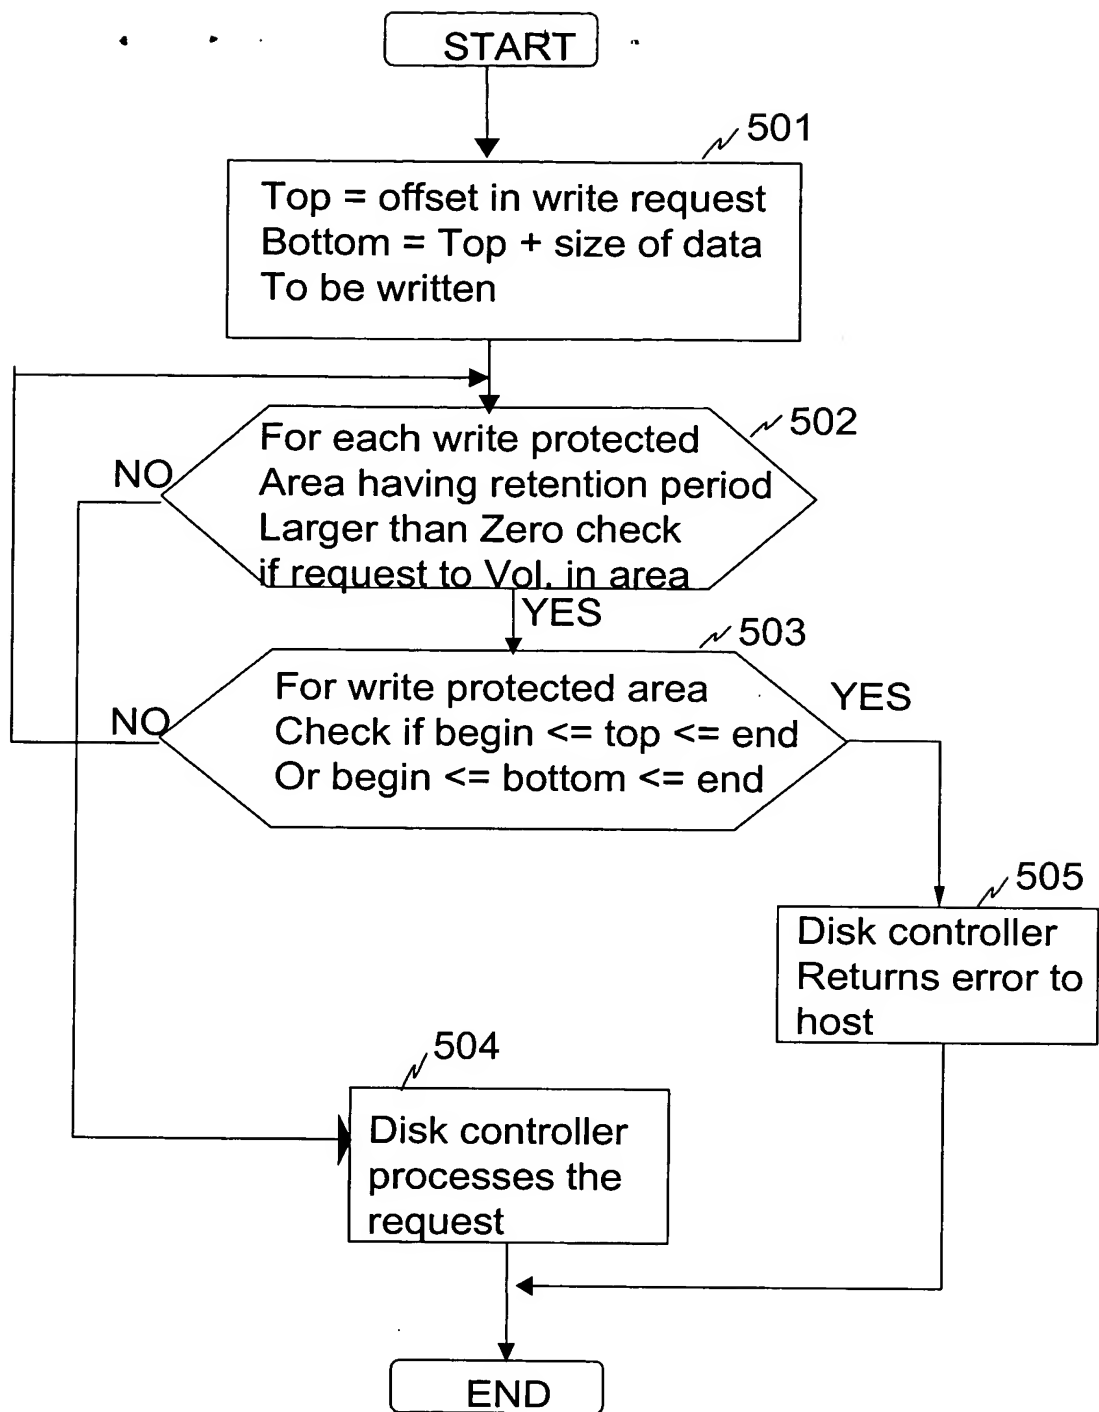 START
501
Top = offset in write request
Bottom = Top + size of data
To be written
502
For each write protected
Area having retention period
Larger than Zero check
if request to Vol. in area
NO
YES
503
For write protected area
Check if begin <= top <= end
Or begin <= bottom <= end
NO
YES
505
Disk controller
Returns error to
host
504
Disk controller
processes the
request
END